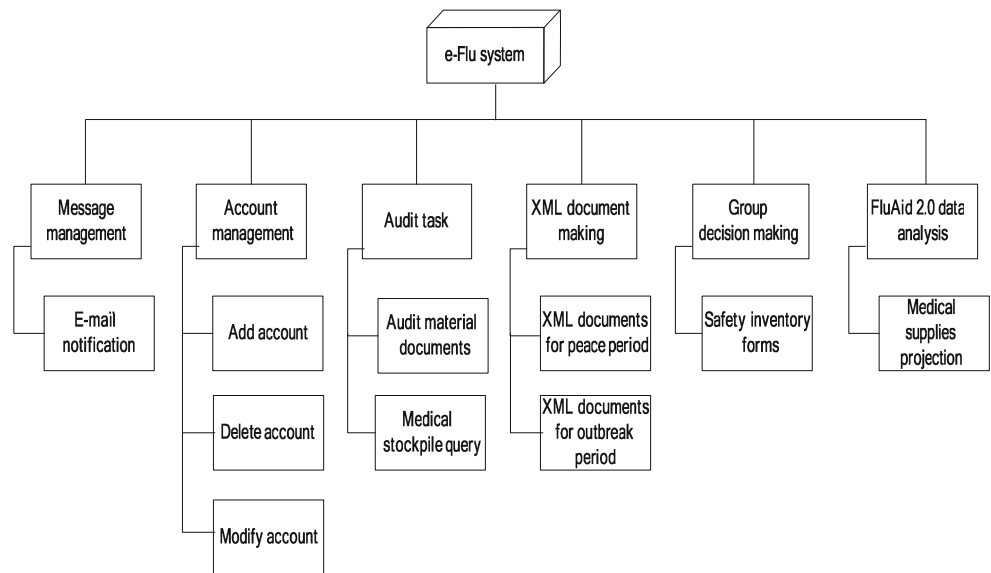 e-Flu system
Message
management
Account
management
Audit task
XML document
making
Group
decision making
FluAid 2.0 data
analysis
E-mail
notification
Add account
Delete account
Modify account
Audit material
documents
Medical
stockpile query
XML documents
for peace period
XML documents
for outbreak
period
Safety inventory
forms
Medical
supplies
projection